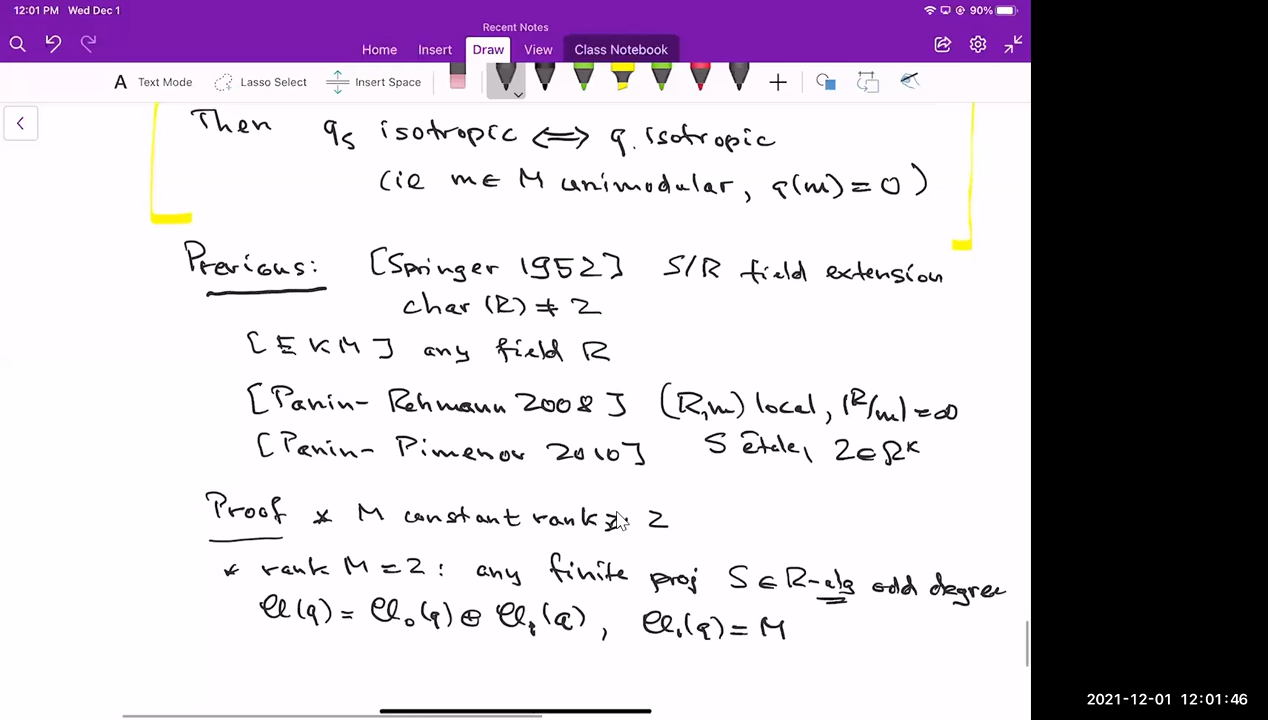 12:01 PM Wed Dec 1
90%
Recent Notes
Home Insert Draw View Class Notebook
Text Mode Lasso Select Insert Space
Then q_S isotropic ⟺ q isotropic
(ie m ∈ M unimodular, q(m) = 0)
Previous: [Springer 1952] S/R field extension
char (R) ≠ 2
[EKM] any field R
[Panin-Rehmann 2008] (R,m) local, |R/m| = ∞
[Panin-Pimenov 2010] S étale, 2 ∈ R^×
Proof * M constant rank ≥ 2
* rank M = 2: any finite proj S ∈ R-alg odd degree
Cl(q) = Cl_0(q) ⊕ Cl_1(q), Cl_1(q) = M
2021-12-01 12:01:46